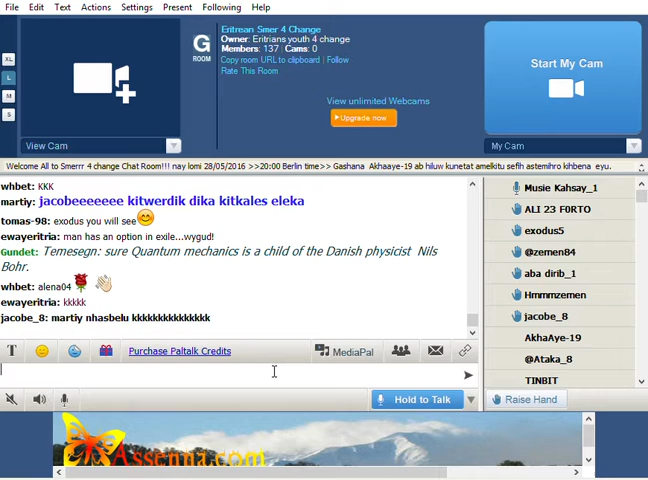 File Edit Text Actions Settings Present Following Help
G
ROOM
Eritrean Smer 4 Change
Owner: Eritrians youth 4 change
Members: 137 | Cams: 0
Copy room URL to clipboard | Follow
Rate This Room
View unlimited Webcams
Upgrade now
Start My Cam
XL
L
M
S
View Cam
My Cam
Welcome All to Smerrr 4 change Chat Room!!! nay lomi 28/05/2016 >>20:00 Berlin time>> Gashana Akhaaye-19 ab hiluw kunetat amelkitu sefih astemihro kihbena eyu.
whbet: KKK
martiy: jacobeeeeeee kitwerdik dika kitkales eleka
tomas-98: exodus you will see
ewayeritria: man has an option in exile...wygud!
Gundet: Temesegn: sure Quantum mechanics is a child of the Danish physicist Nils
Bohr.
whbet: alena04
ewayeritria: kkkkk
jacobe_8: martiy nhasbelu kkkkkkkkkkkkkkk
Musie Kahsay_1
ALI 23 F0RTO
exodus5
@zemen84
aba dirib_1
Hmmmzemen
jacobe_8
AkhaAye-19
@Ataka_8
TINBIT
T
Purchase Paltalk Credits
MediaPal
Hold to Talk
Raise Hand
Assenna.com